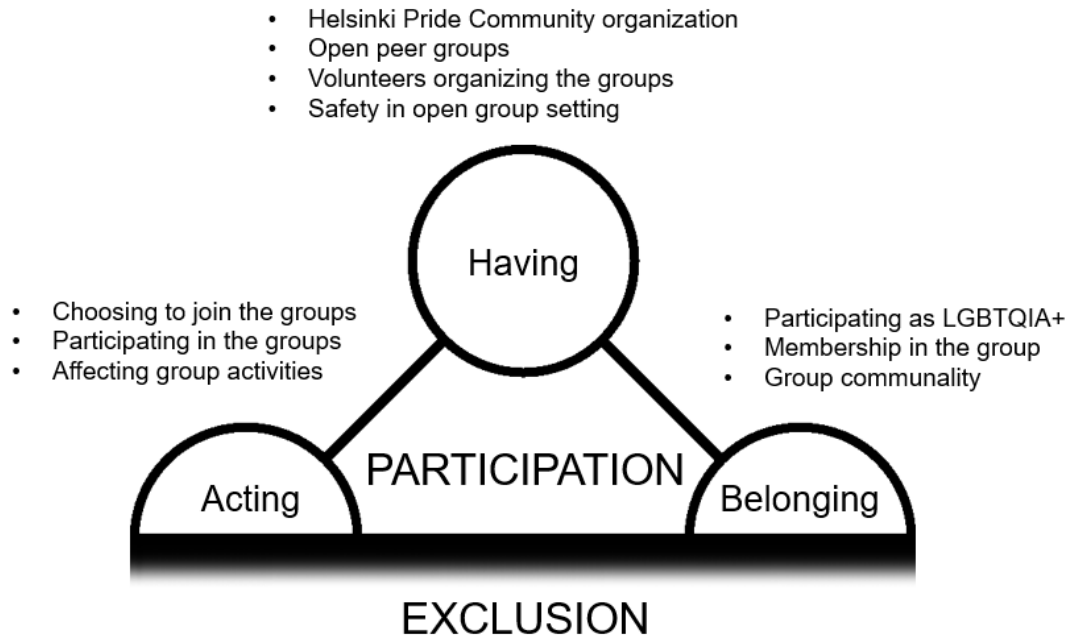 • Helsinki Pride Community organization
• Open peer groups
• Volunteers organizing the groups
• Safety in open group setting
Having
• Choosing to join the groups
• Participating in the groups
• Affecting group activities
• Participating as LGBTQIA+
• Membership in the group
• Group communality
PARTICIPATION
Acting
Belonging
EXCLUSION